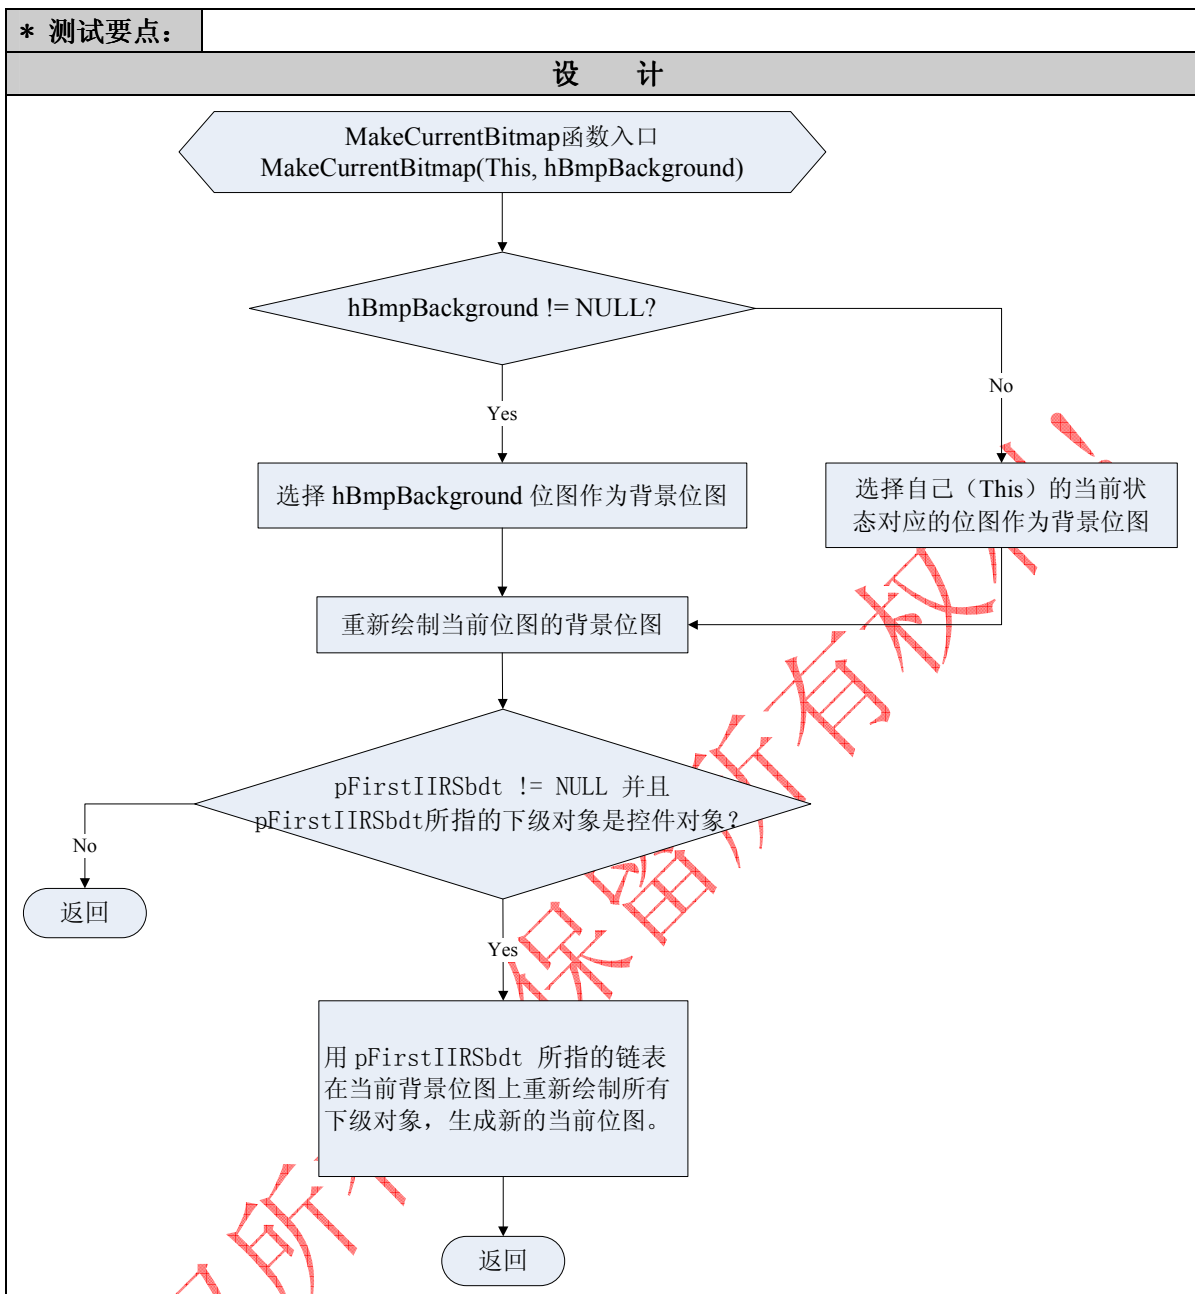 * 测试要点：
设 计
MakeCurrentBitmap函数入口
MakeCurrentBitmap(This, hBmpBackground)
hBmpBackground != NULL?
No
Yes
选择 hBmpBackground 位图作为背景位图
选择自己（This）的当前状
态对应的位图作为背景位图
重新绘制当前位图的背景位图
pFirstIIRSbdt != NULL 并且
pFirstIIRSbdt所指的下级对象是控件对象?
No
返回
Yes
用 pFirstIIRSbdt 所指的链表
在当前背景位图上重新绘制所有
下级对象，生成新的当前位图。
返回
保留所有权利！